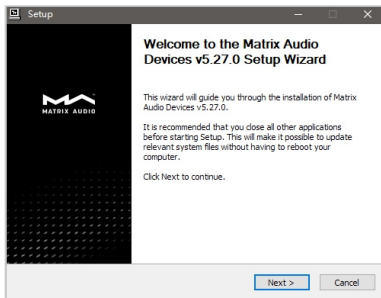 Setup
Welcome to the Matrix Audio
Devices v5.27.0 Setup Wizard
MATRIX AUDIO
This wizard will guide you through the installation of Matrix
Audio Devices v5.27.0.
It is recommended that you close all other applications
before starting Setup. This will make it possible to update
relevant system files without having to reboot your
computer.
Click Next to continue.
Next >
Cancel